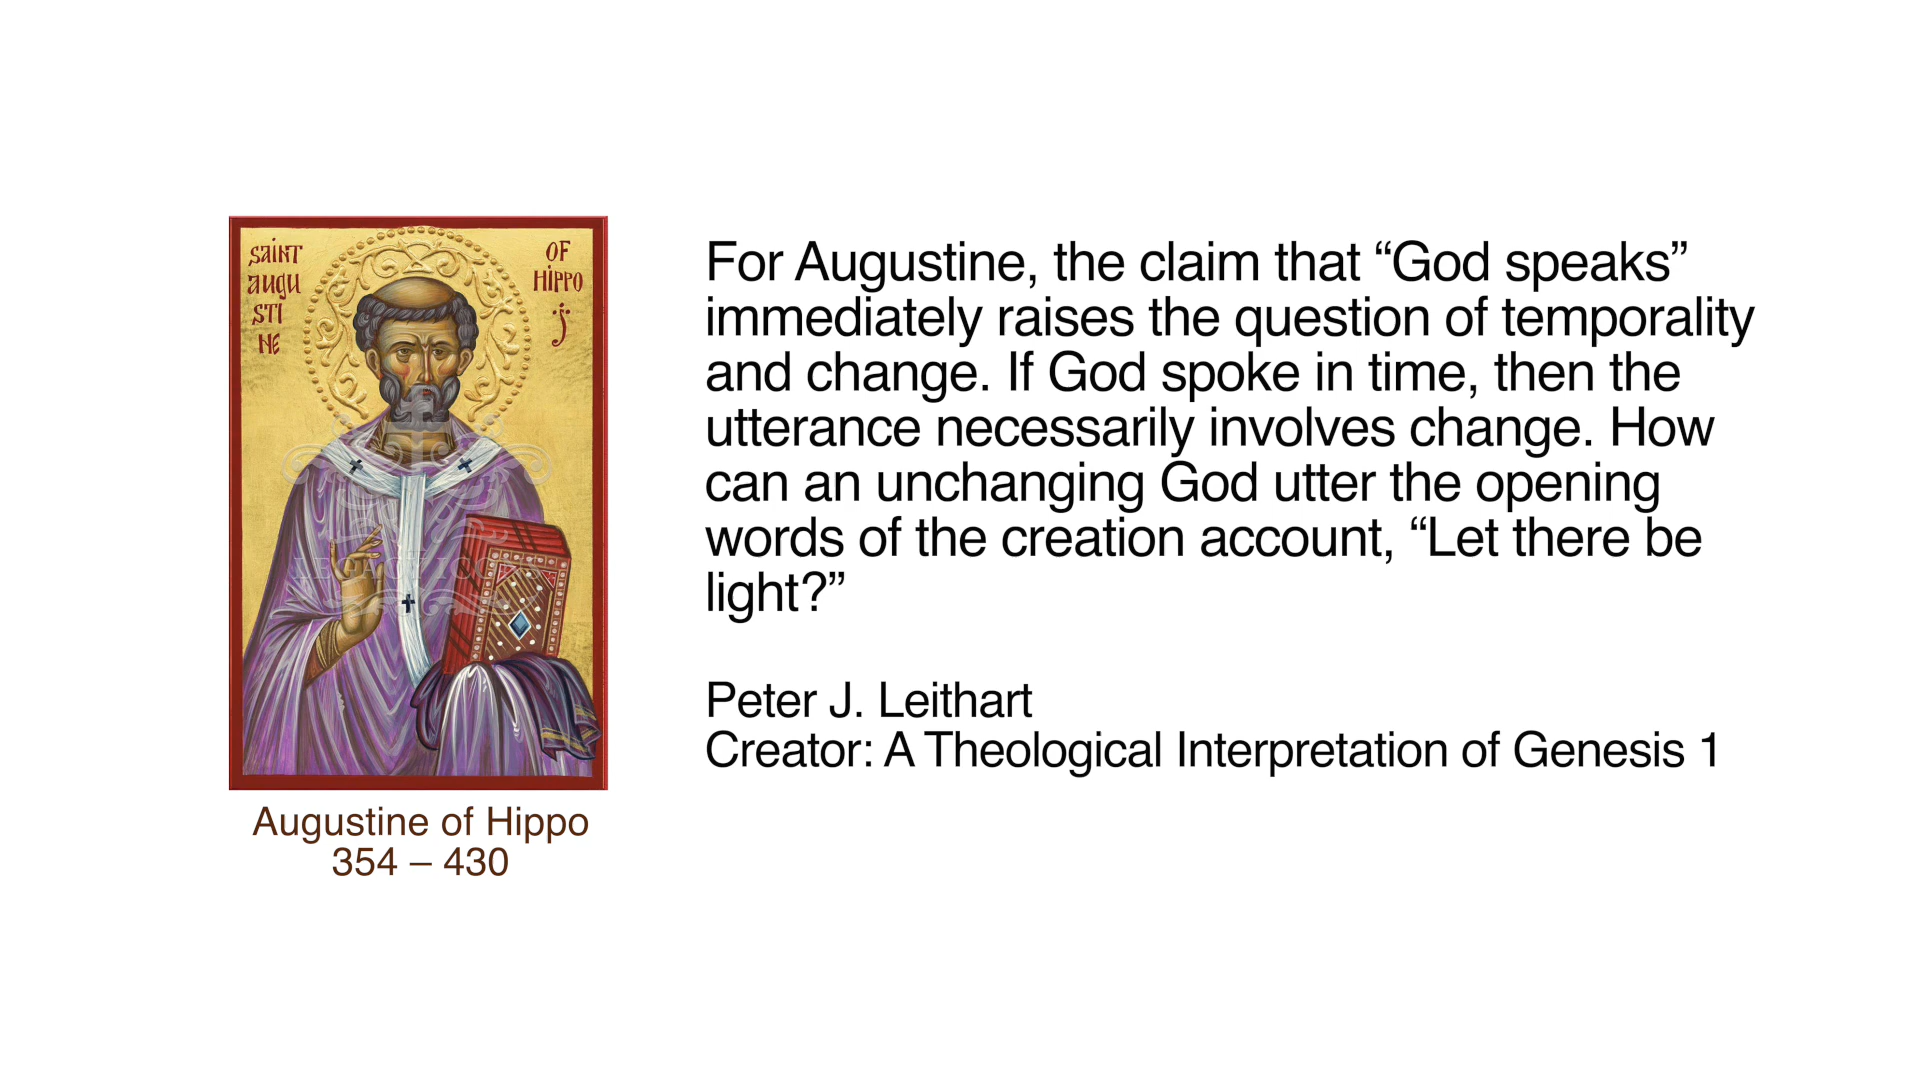 SAINT
AUGU
STI
NE
OF
HIPPO
For Augustine, the claim that “God speaks”
immediately raises the question of temporality
and change. If God spoke in time, then the
utterance necessarily involves change. How
can an unchanging God utter the opening
words of the creation account, “Let there be
light?”
Peter J. Leithart
Creator: A Theological Interpretation of Genesis 1
Augustine of Hippo
354 – 430